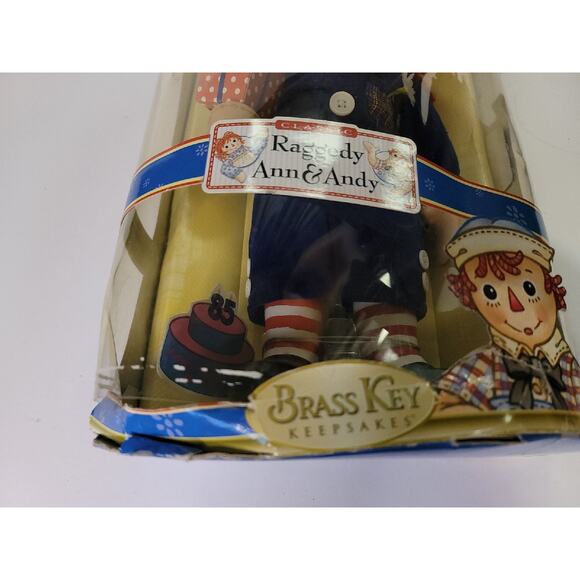 CLASSIC
Raggedy
Ann & Andy
85
BRASS KEY
KEEPSAKES